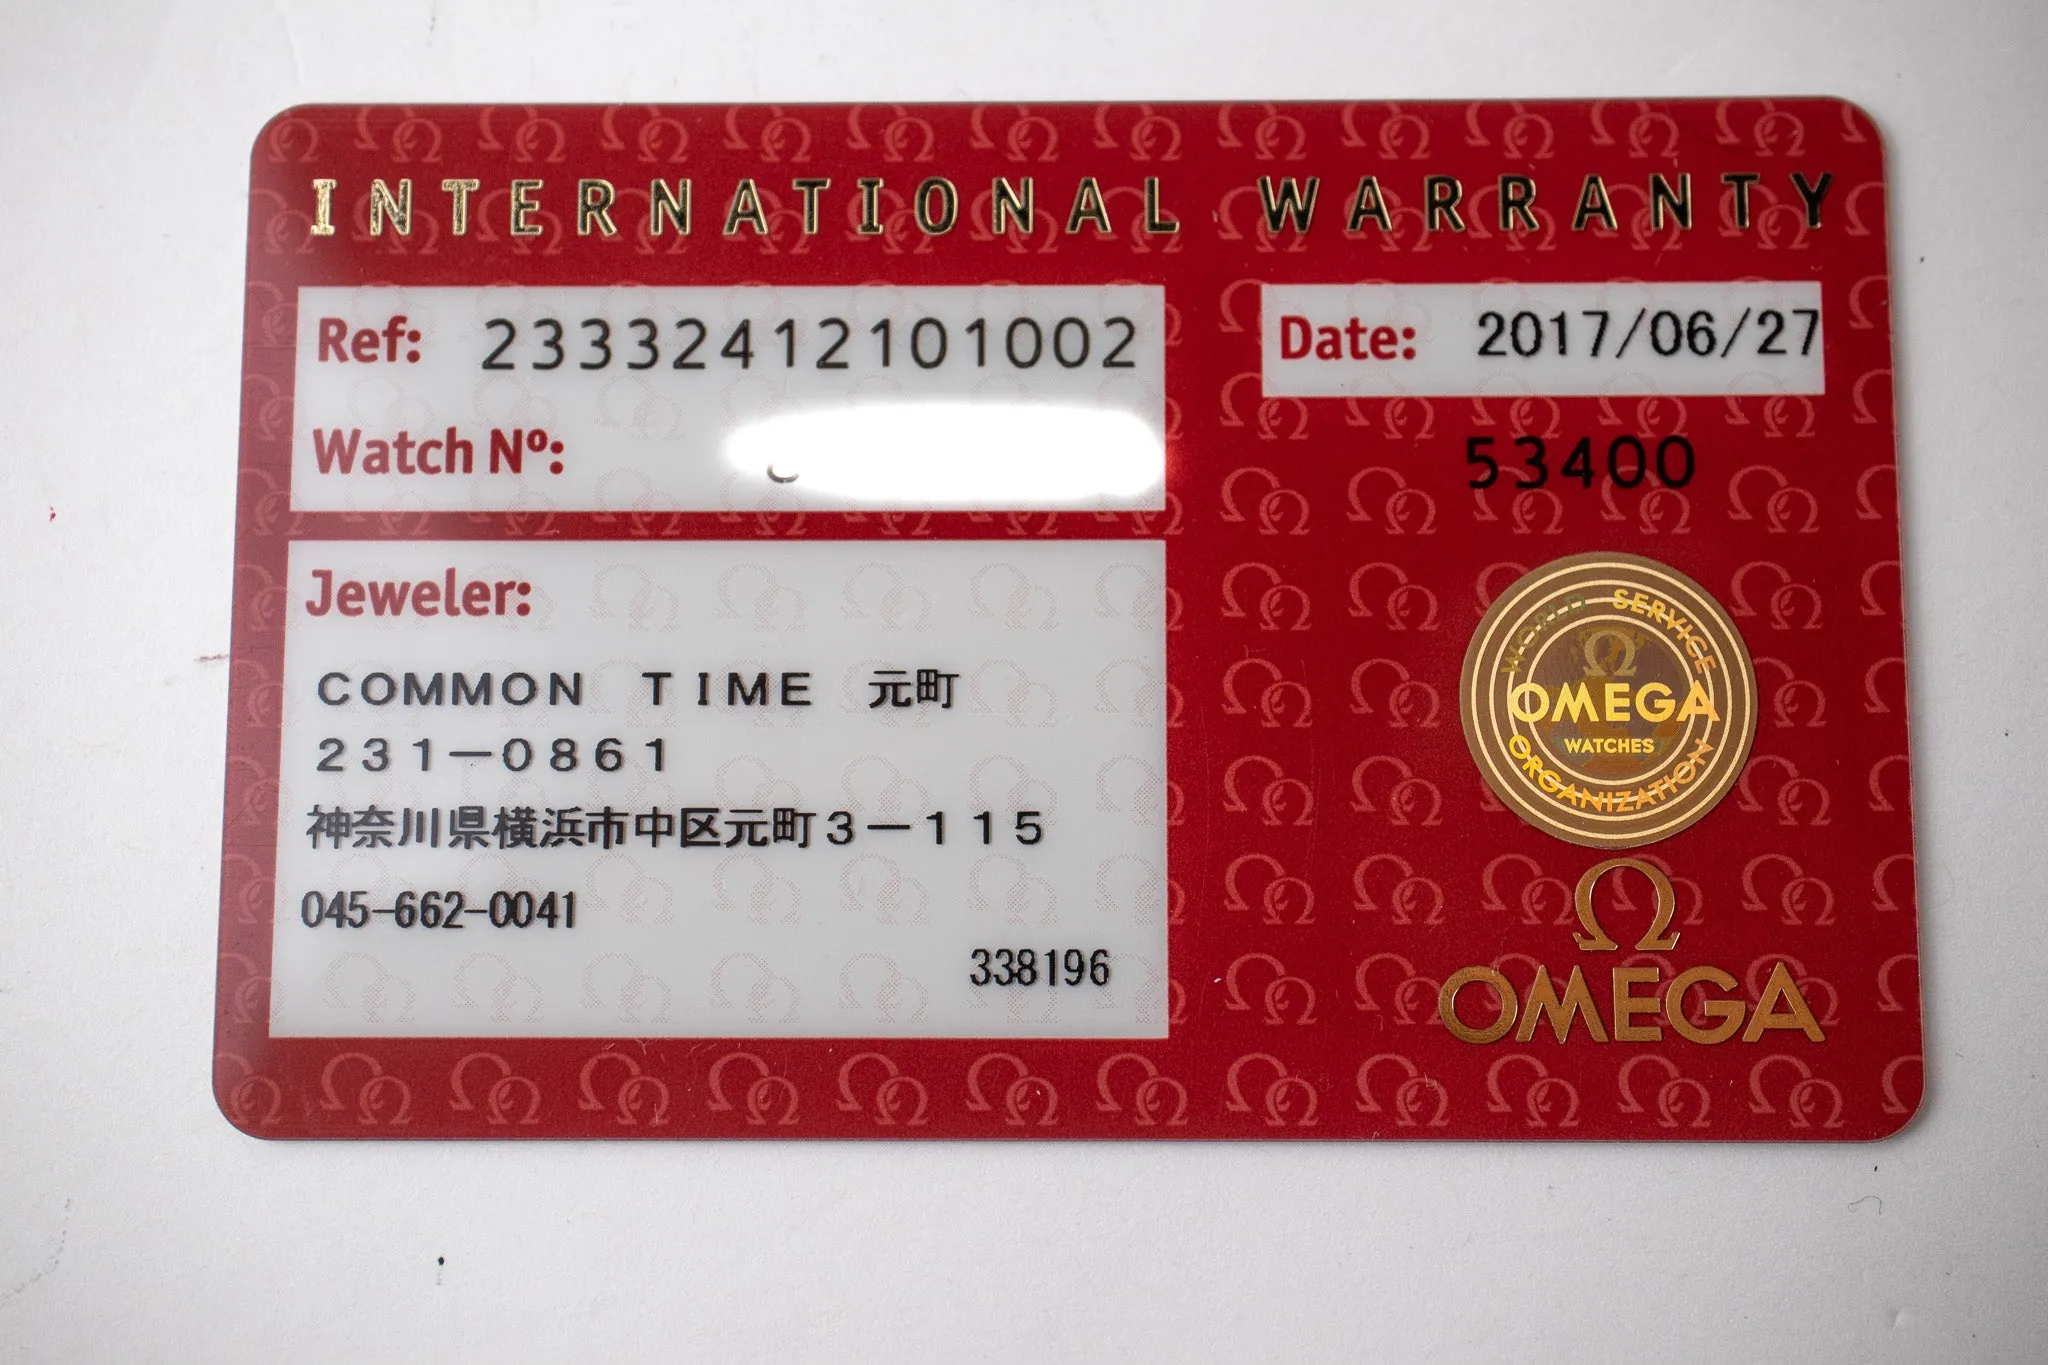 INTERNATIONAL WARRANTY
Ref: 23332412101002
Date: 2017/06/27
Watch Nº:
53400
Jeweler:
COMMON TIME 元町
231－0861
神奈川県横浜市中区元町3－115
045-662-0041
338196
WORLD SERVICE
OMEGA
WATCHES
ORGANIZATION
Ω
OMEGA